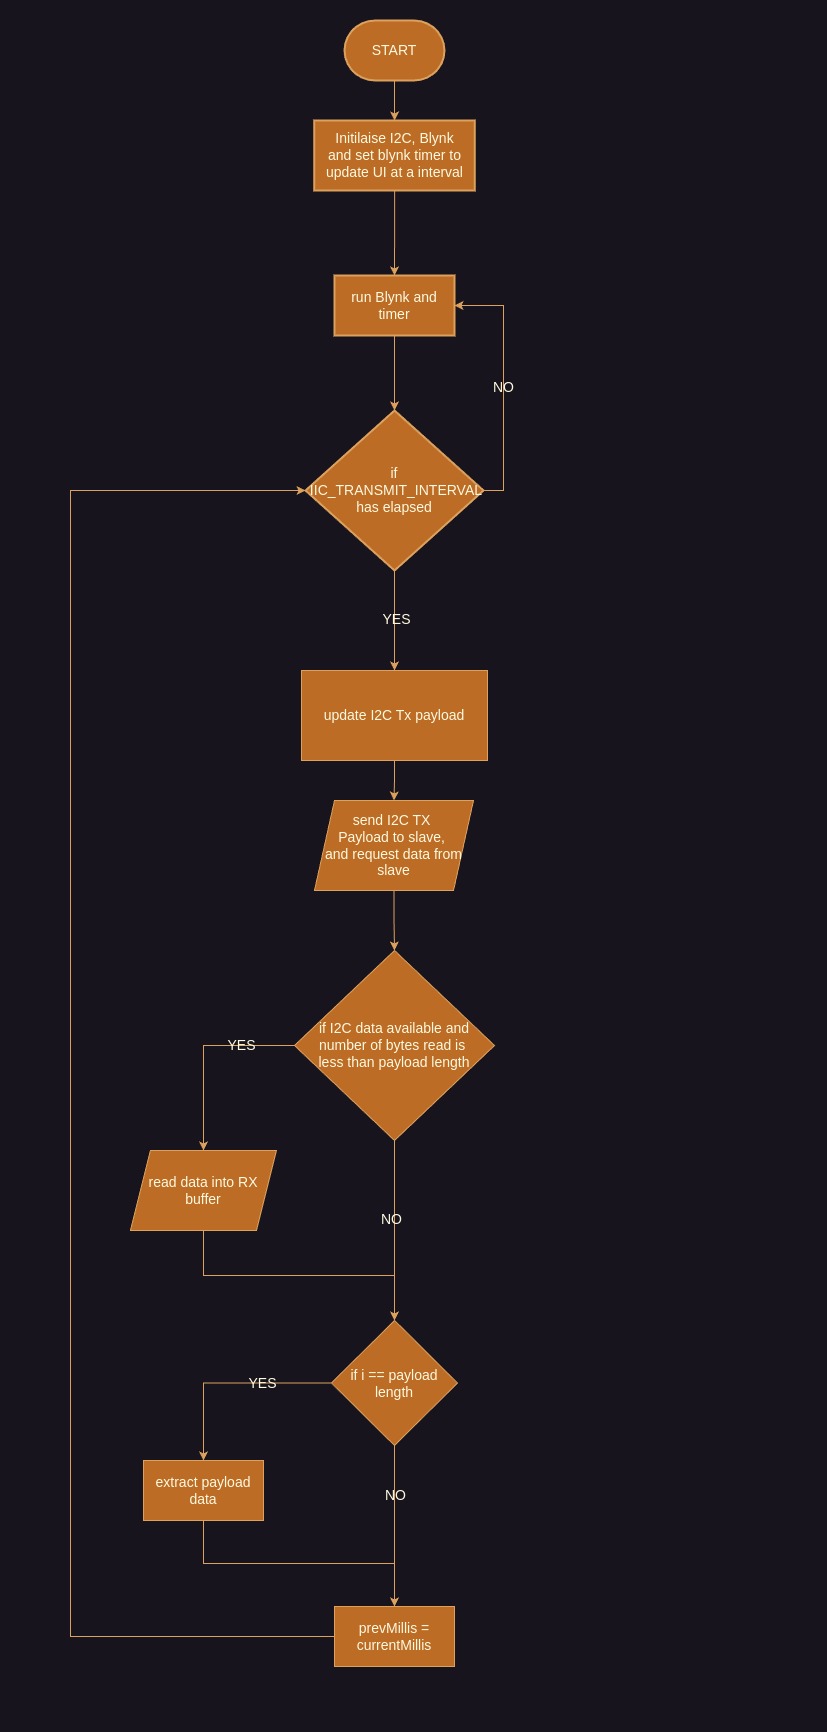 START
Initilaise I2C, Blynk
and set blynk timer to
update UI at a interval
run Blynk and
timer
NO
if
IIC_TRANSMIT_INTERVAL
has elapsed
YES
update I2C Tx payload
send I2C TX
Payload to slave,
and request data from
slave
if I2C data available and
number of bytes read is
less than payload length
YES
read data into RX
buffer
NO
if i == payload
length
YES
extract payload
data
NO
prevMillis =
currentMillis